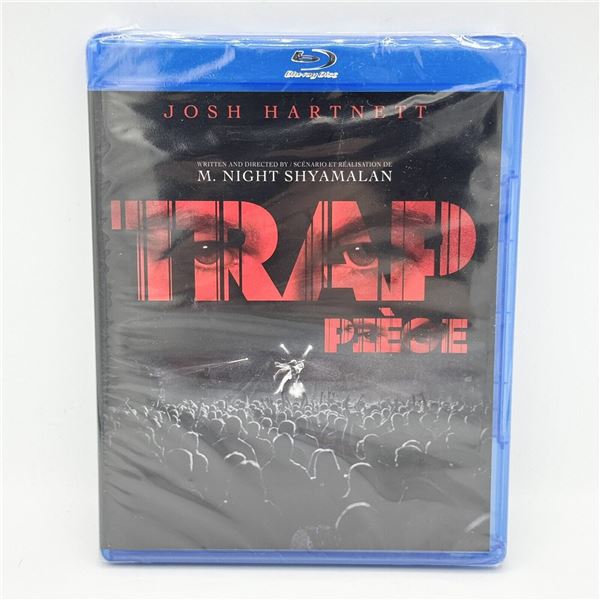 Blu-ray Disc
JOSH HARTNETT
WRITTEN AND DIRECTED BY / SCÉNARIO ET RÉALISATION DE
M. NIGHT SHYAMALAN
TRAP
PIÈGE